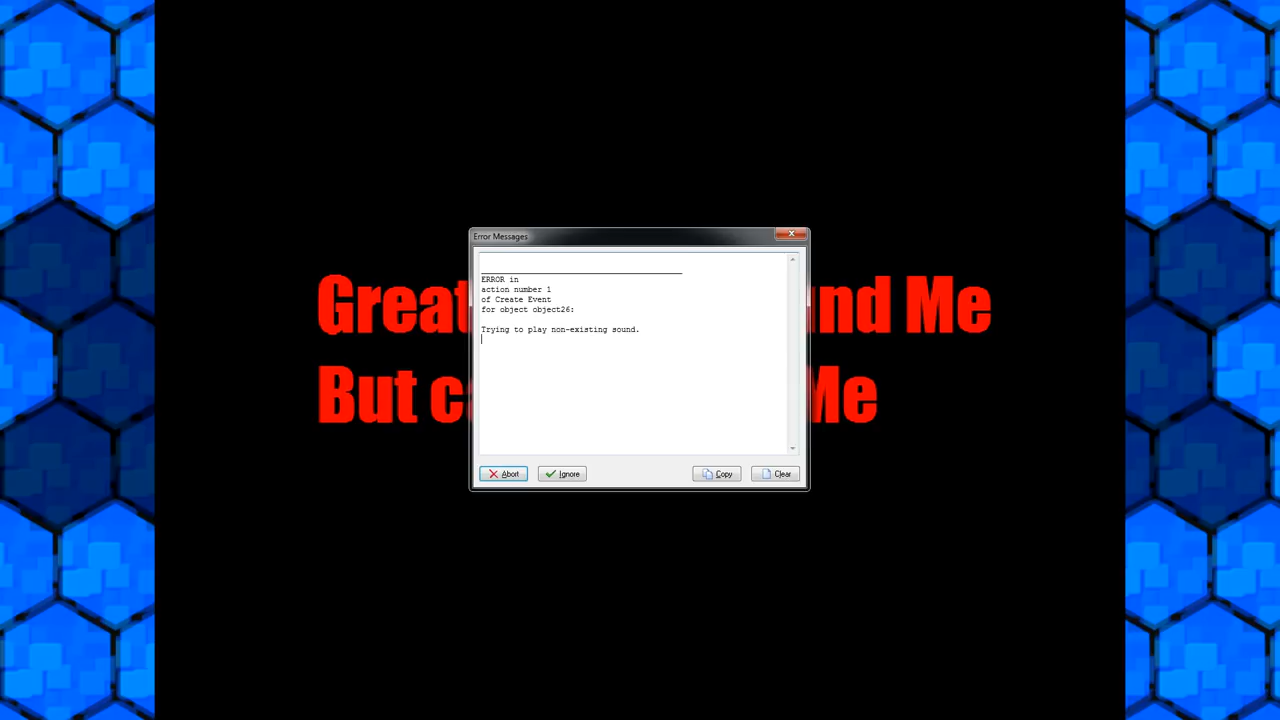 Error Messages
ERROR in
action number 1
of Create Event
for object object26:
Trying to play non-existing sound.
Great
Me
But
Me
Abort
Ignore
Copy
Clear